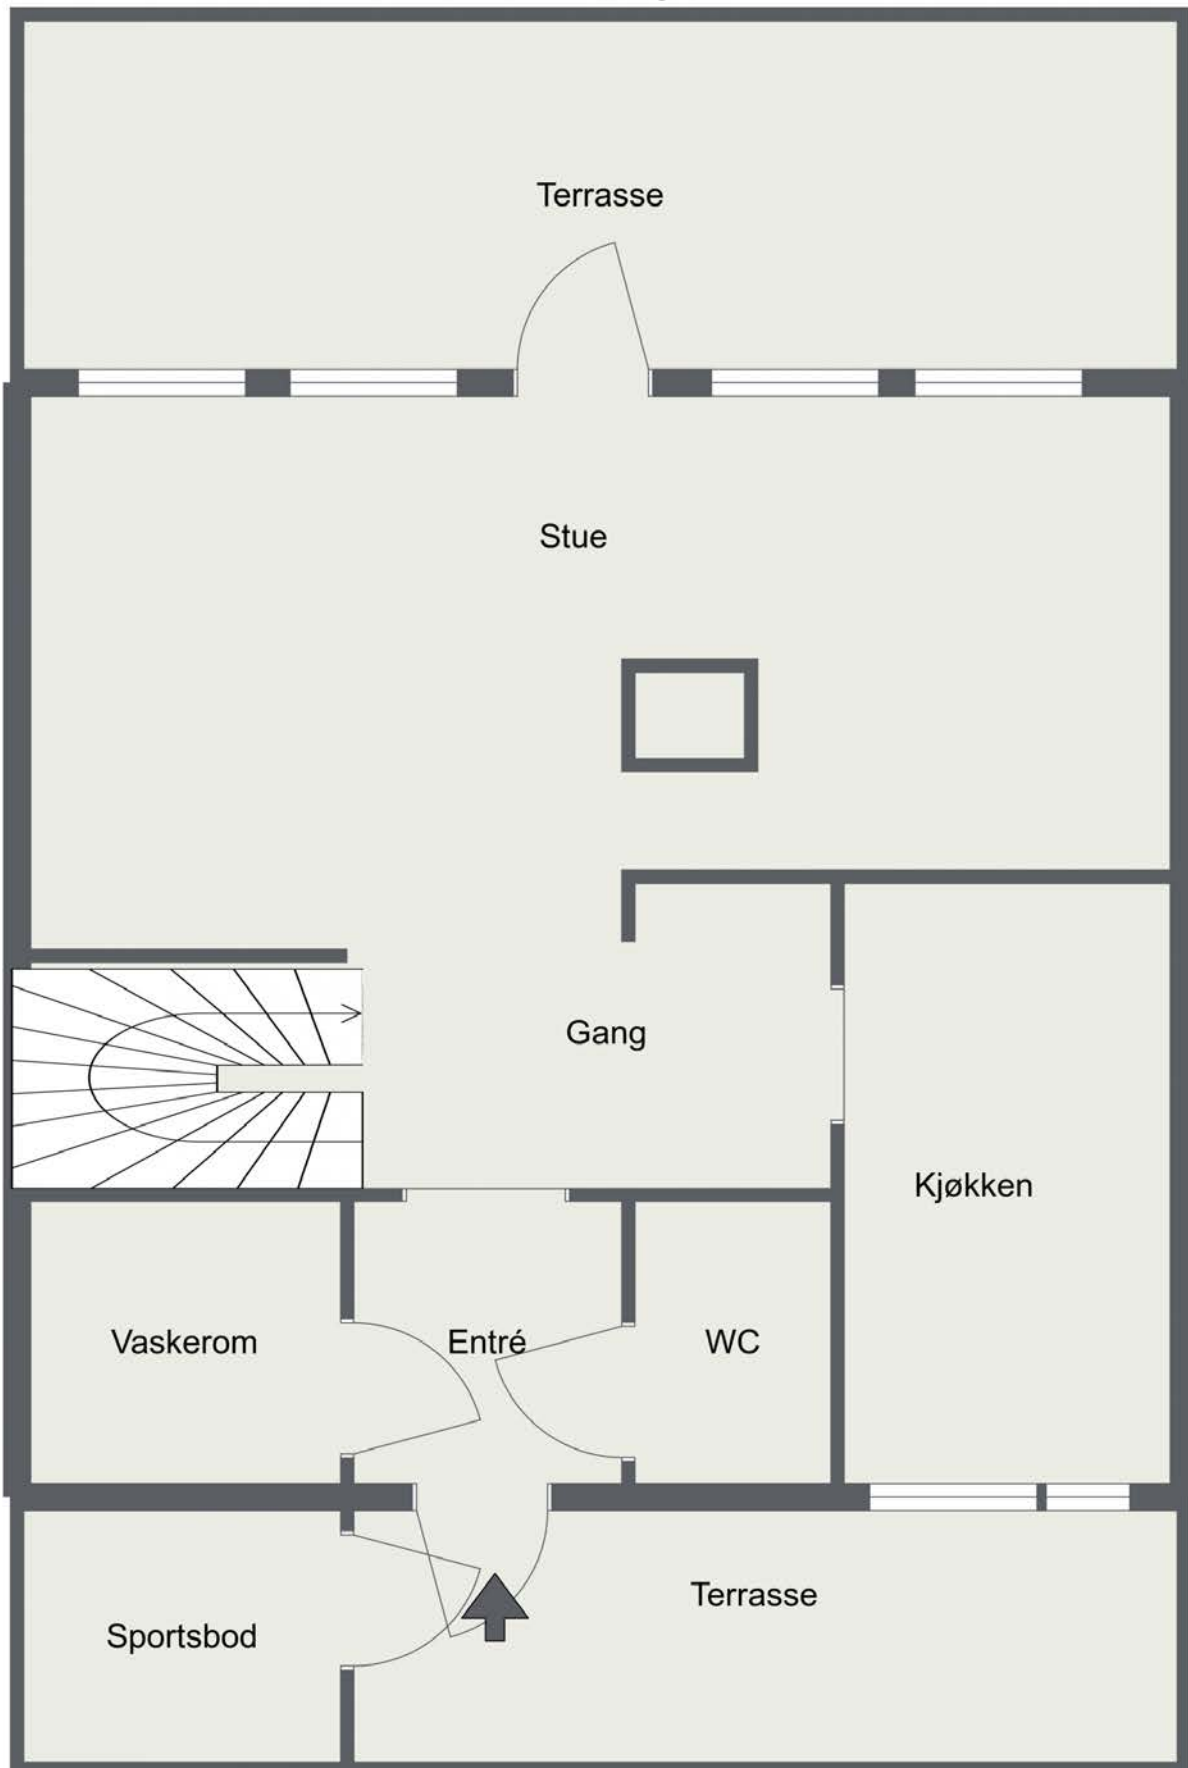 Terrasse
Stue
Gang
Kjøkken
Vaskerom
Entré
WC
Terrasse
Sportsbod